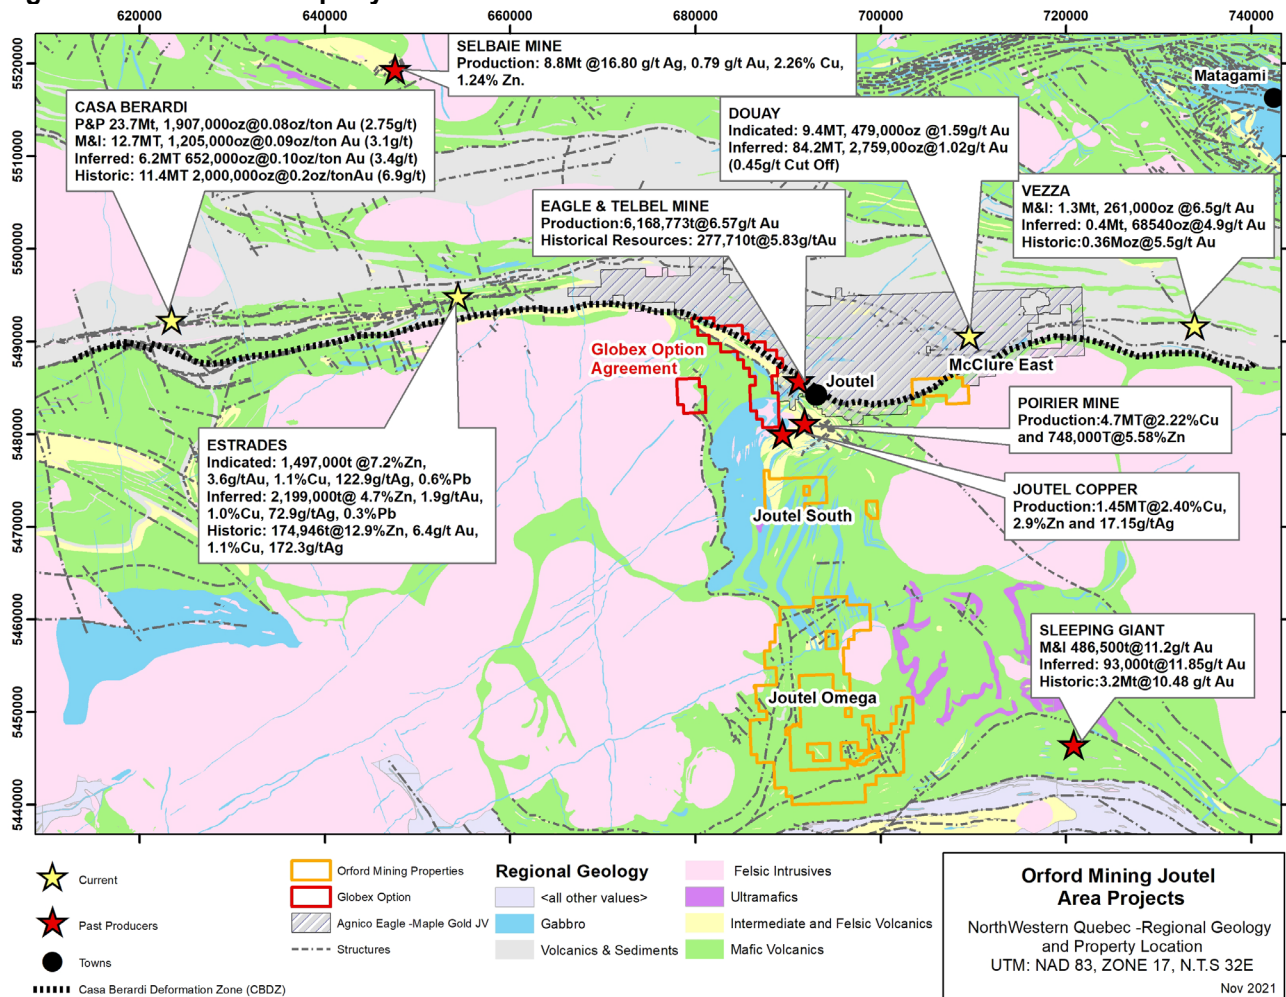 620000
640000
660000
680000
700000
720000
740000
5520000
5510000
5500000
5490000
5480000
5470000
5460000
5450000
5440000
SELBAIE MINE
Production: 8.8Mt @16.80 g/t Ag, 0.79 g/t Au, 2.26% Cu,
1.24% Zn.
Matagami
CASA BERARDI
P&P 23.7Mt, 1,907,000oz@0.08oz/ton Au (2.75g/t)
M&I: 12.7MT, 1,205,000oz@0.09oz/ton Au (3.1g/t)
Inferred: 6.2MT 652,000oz@0.10oz/ton Au (3.4g/t)
Historic: 11.4MT 2,000,000oz@0.2oz/tonAu (6.9g/t)
DOUAY
Indicated: 9.4MT, 479,000oz @1.59g/t Au
Inferred: 84.2MT, 2,759,00oz@1.02g/t Au
(0.45g/t Cut Off)
EAGLE & TELBEL MINE
Production:6,168,773t@6.57g/t Au
Historical Resources: 277,710t@5.83g/tAu
VEZZA
M&I: 1.3Mt, 261,000oz @6.5g/t Au
Inferred: 0.4Mt, 68540oz@4.9g/t Au
Historic:0.36Moz@5.5g/t Au
Globex Option
Agreement
Joutel
McClure East
POIRIER MINE
Production:4.7MT@2.22%Cu
and 748,000T@5.58%Zn
ESTRADES
Indicated: 1,497,000t @7.2%Zn,
3.6g/tAu, 1.1%Cu, 122.9g/tAg, 0.6%Pb
Inferred: 2,199,000t@ 4.7%Zn, 1.9g/tAu,
1.0%Cu, 72.9g/tAg, 0.3%Pb
Historic: 174,946t@12.9%Zn, 6.4g/t Au,
1.1%Cu, 172.3g/tAg
JOUTEL COPPER
Production:1.45MT@2.40%Cu,
2.9%Zn and 17.15g/tAg
Joutel South
SLEEPING GIANT
M&I 486,500t@11.2g/t Au
Inferred: 93,000t@11.85g/t Au
Historic:3.2Mt@10.48 g/t Au
Joutel Omega
Current
Past Producers
Towns
Casa Berardi Deformation Zone (CBDZ)
Orford Mining Properties
Globex Option
Agnico Eagle -Maple Gold JV
Structures
Regional Geology
<all other values>
Gabbro
Volcanics & Sediments
Felsic Intrusives
Ultramafics
Intermediate and Felsic Volcanics
Mafic Volcanics
Orford Mining Joutel
Area Projects
NorthWestern Quebec -Regional Geology
and Property Location
UTM: NAD 83, ZONE 17, N.T.S 32E
Nov 2021